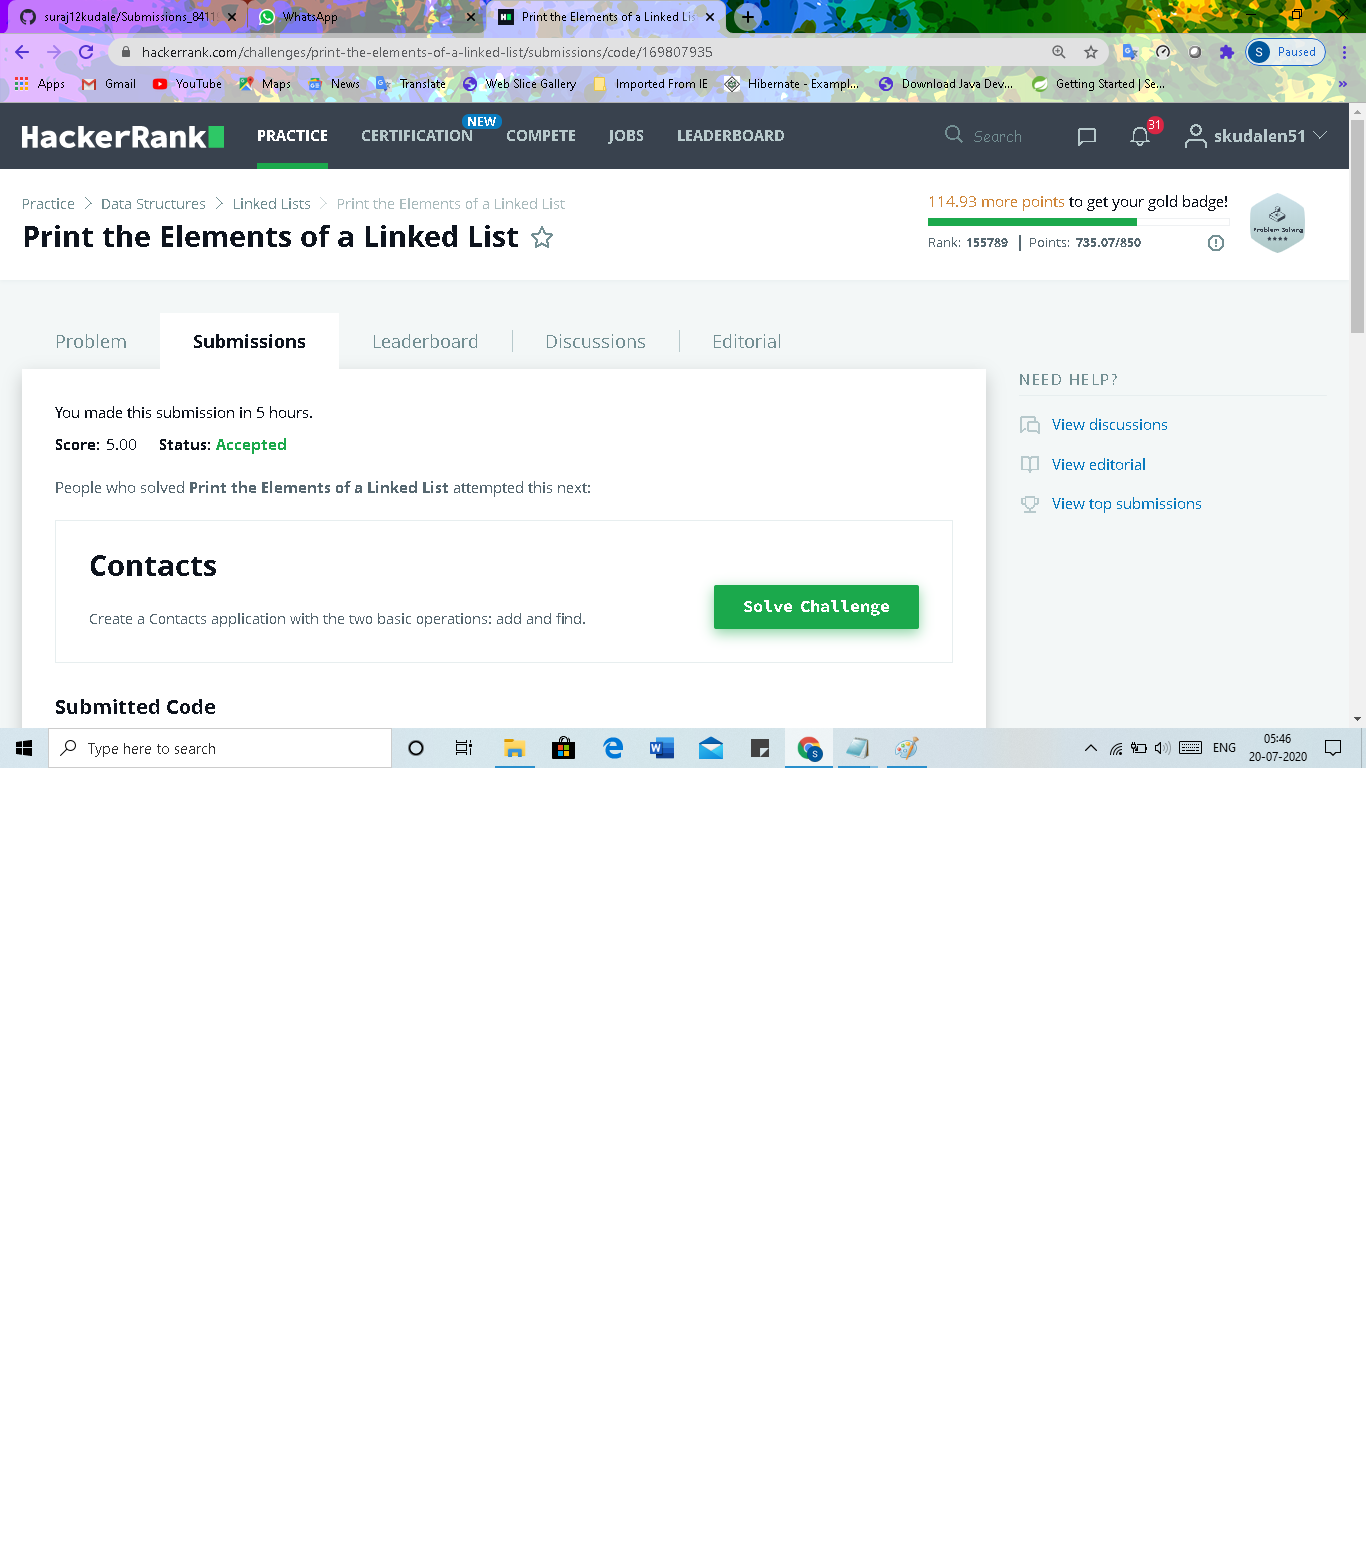 suraj12kudale/Submissions_8411
WhatsApp
Print the Elements of a Linked Lis
hackerrank.com/challenges/print-the-elements-of-a-linked-list/submissions/code/169807935
S Paused
Apps Gmail YouTube Maps News Translate Web Slice Gallery Imported From IE Hibernate - Exampl... Download Java Dev... Getting Started | Se... »
HackerRank PRACTICE CERTIFICATION NEW COMPETE JOBS LEADERBOARD Search 31 skudalen51
Practice Data Structures Linked Lists Print the Elements of a Linked List
Print the Elements of a Linked List
114.93 more points to get your gold badge!
Rank: 155789 | Points: 735.07/850
Problem Solving
Problem Submissions Leaderboard Discussions Editorial
You made this submission in 5 hours.
Score: 5.00 Status: Accepted
People who solved Print the Elements of a Linked List attempted this next:
Contacts
Create a Contacts application with the two basic operations: add and find.
Solve Challenge
Submitted Code
NEED HELP?
View discussions
View editorial
View top submissions
Type here to search
ENG
05:46
20-07-2020